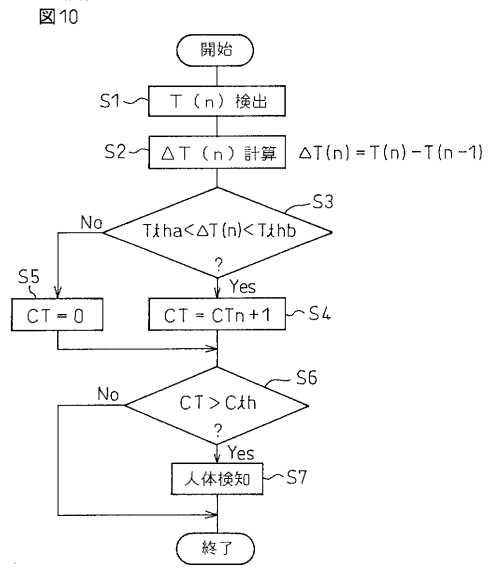 図10
開始
S1
T(n)検出
S2
ΔT(n)計算
ΔT(n)=T(n)-T(n-1)
S3
Ttha<ΔT(n)<Tthb
?
No
Yes
S5
CT=0
CT=CTn+1
S4
S6
CT>Cth
?
No
Yes
人体検知
S7
終了